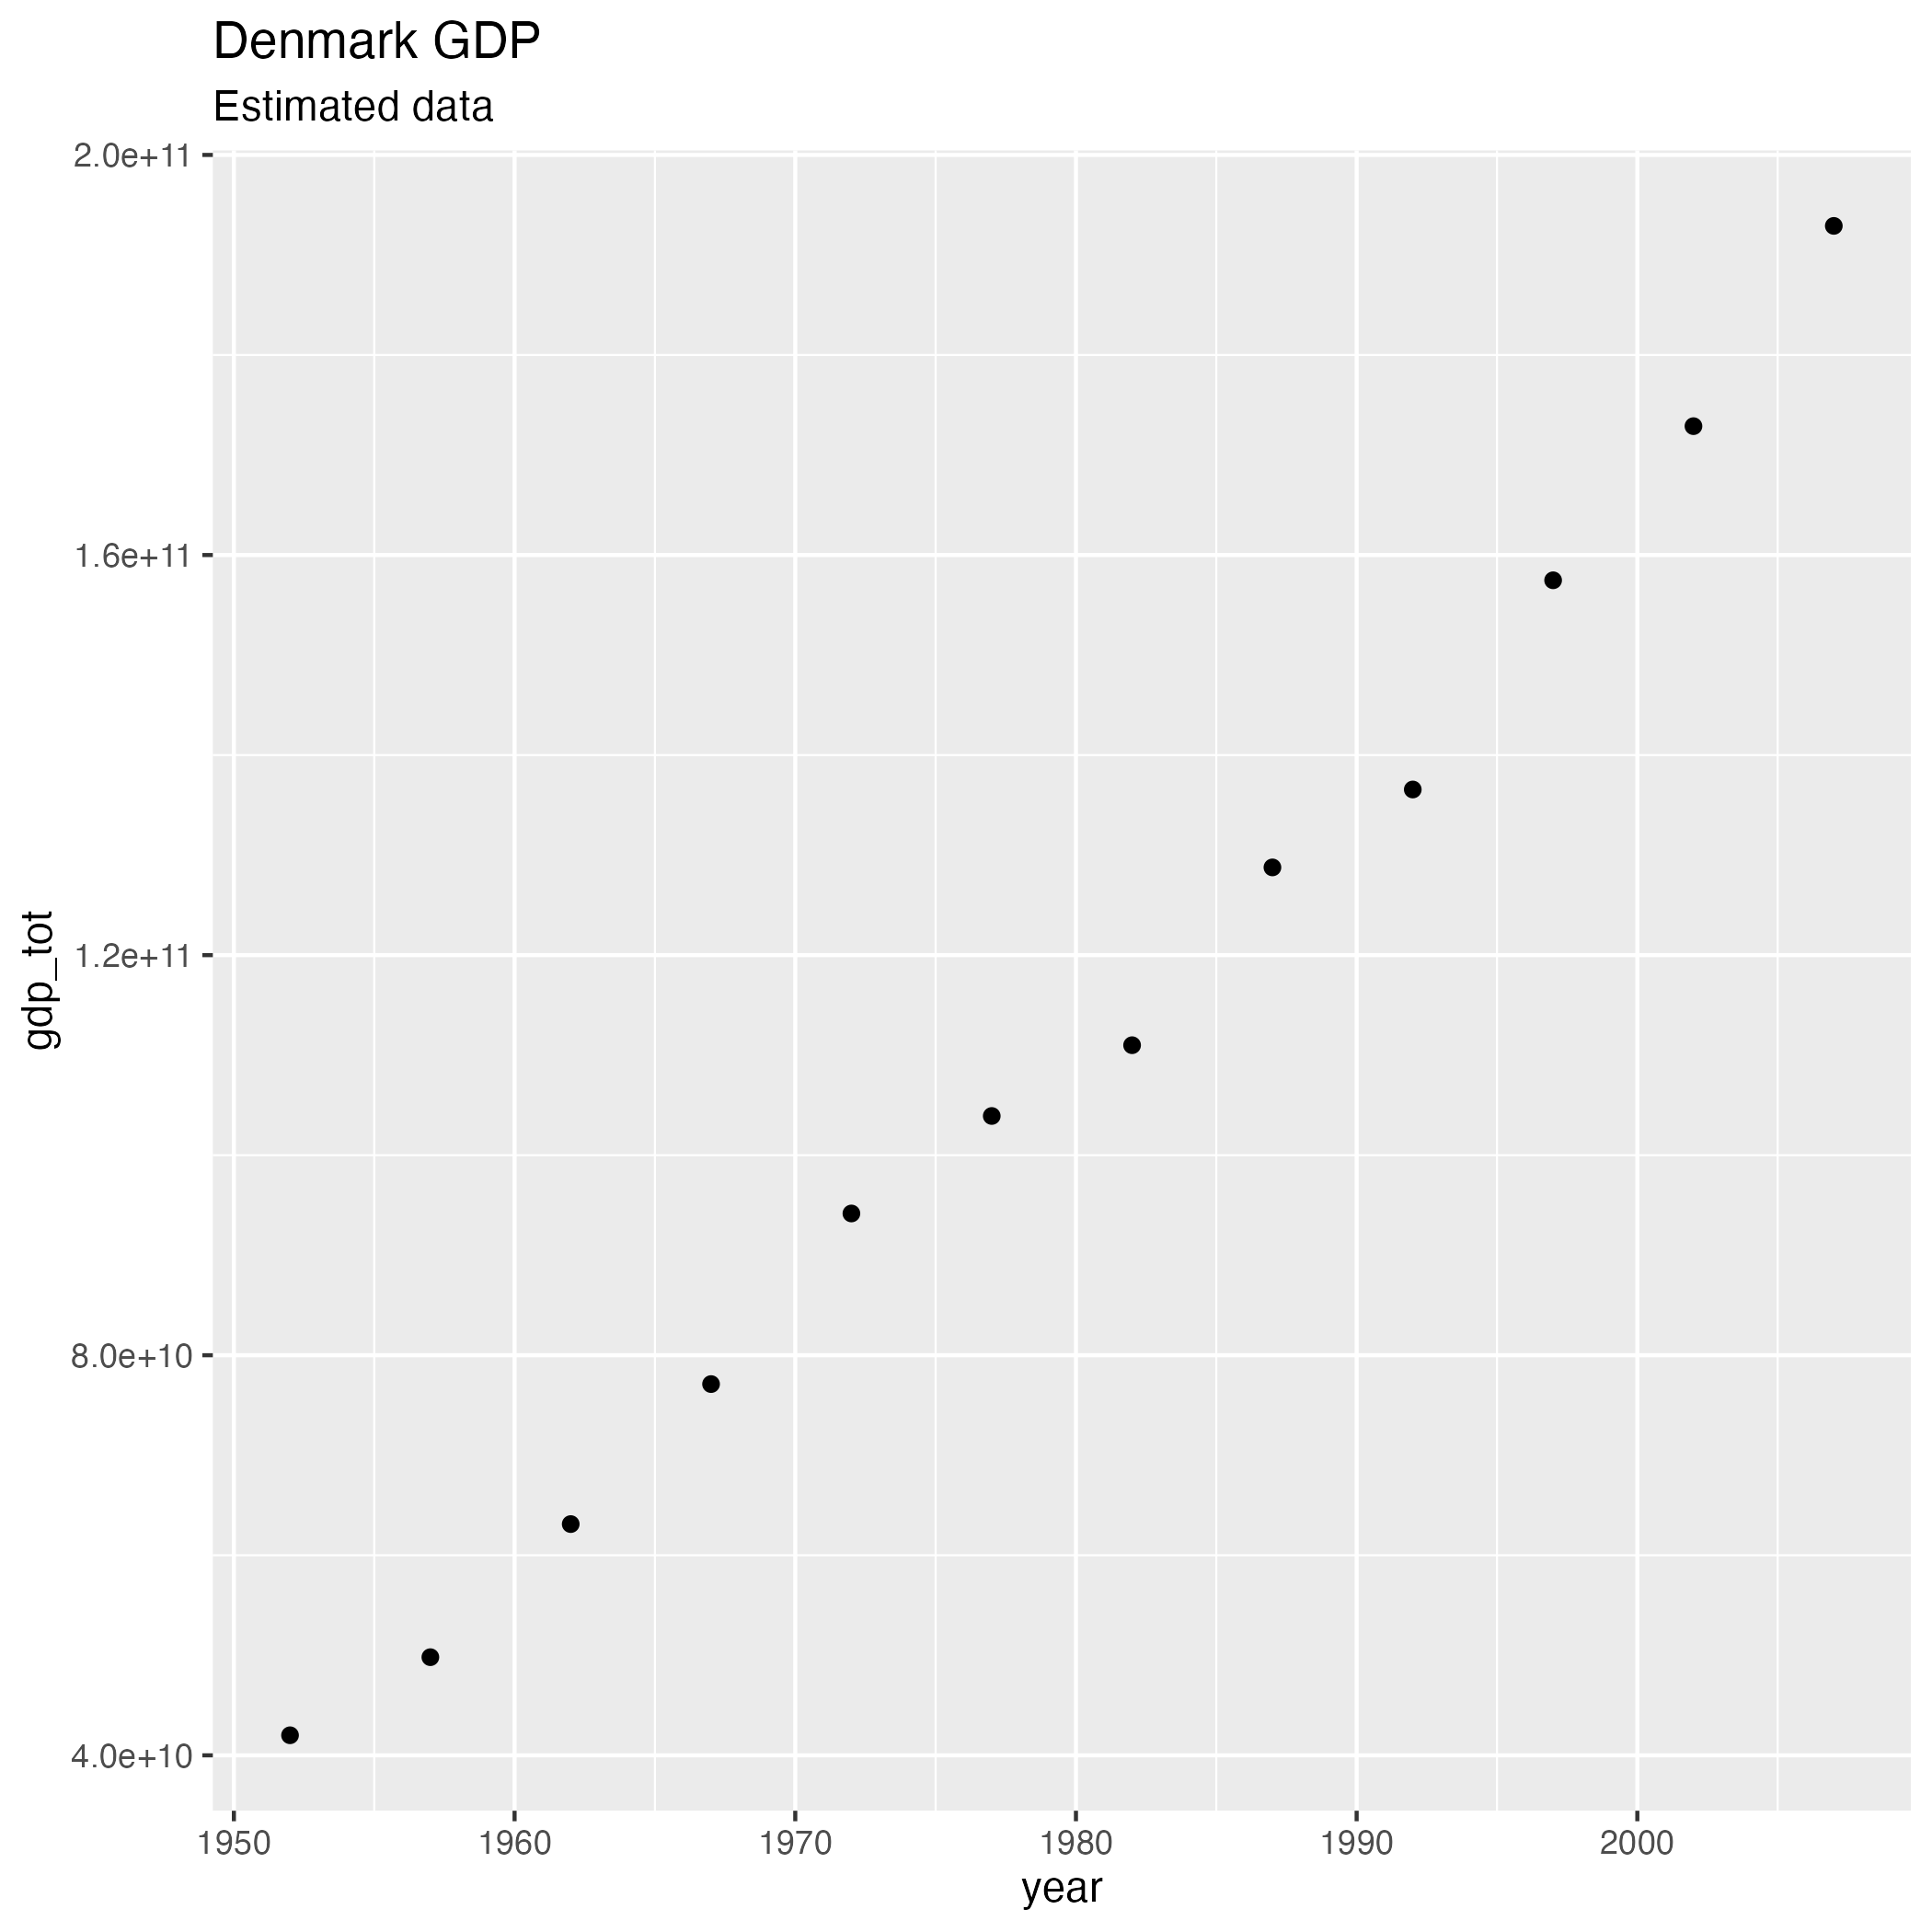 Denmark GDP
Estimated data
2.0e+11
1.6e+11
1.2e+11
8.0e+10
4.0e+10
gdp_tot
1950 1960 1970 1980 1990 2000
year